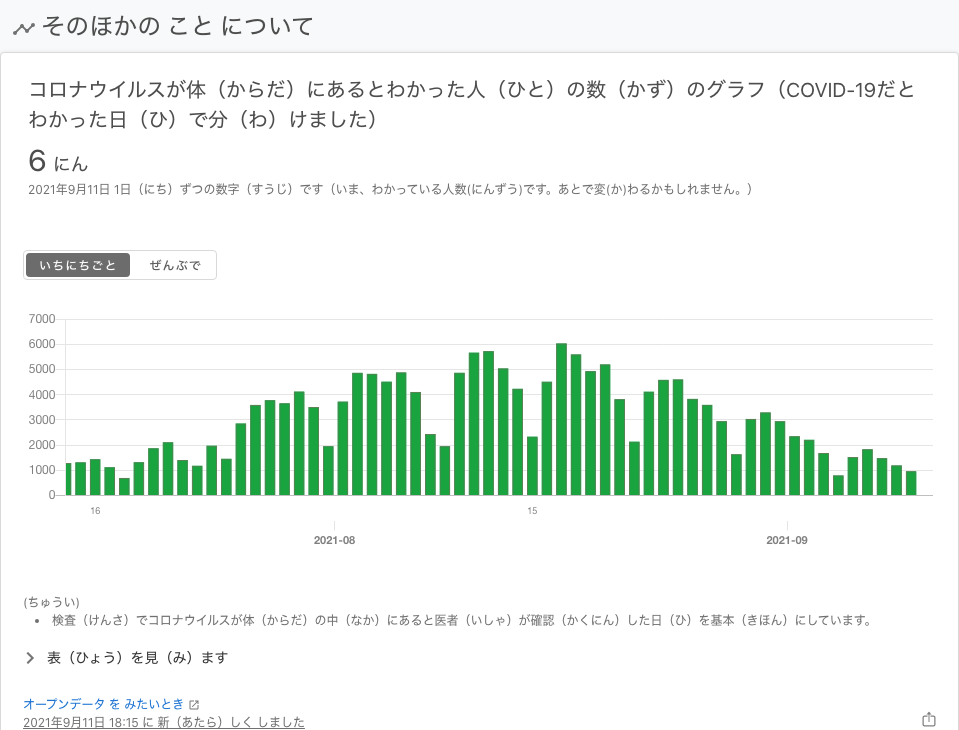 そのほかの こと について
コロナウイルスが体（からだ）にあるとわかった人（ひと）の数（かず）のグラフ（COVID-19だと
わかった日（ひ）で分（わ）けました）
6 にん
2021年9月11日 1日（にち）ずつの数字（すうじ）です（いま、わかっている人数(にんずう)です。あとで変(か)わるかもしれません。）
いちにちごと ぜんぶで
7000
6000
5000
4000
3000
2000
1000
0
16 15
2021-08 2021-09
(ちゅうい)
• 検査（けんさ）でコロナウイルスが体（からだ）の中（なか）にあると医者（いしゃ）が確認（かくにん）した日（ひ）を基本（きほん）にしています。
表（ひょう）を見（み）ます
オープンデータ を みたいとき
2021年9月11日 18:15 に 新（あたら）しく しました